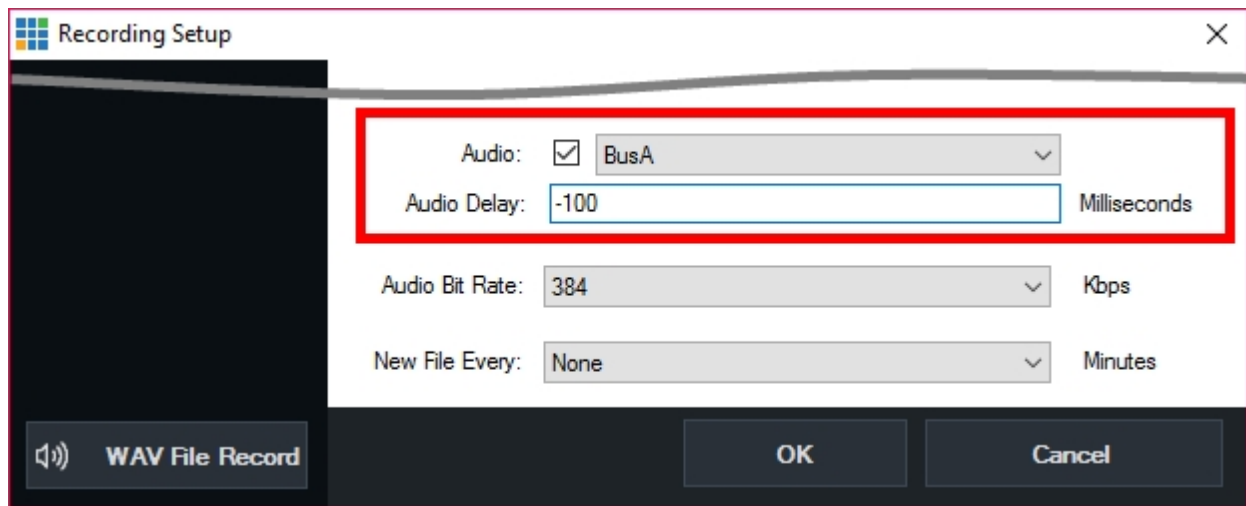 Recording Setup
Audio: BusA
Audio Delay: -100 Milliseconds
Audio Bit Rate: 384 Kbps
New File Every: None Minutes
WAV File Record OK Cancel